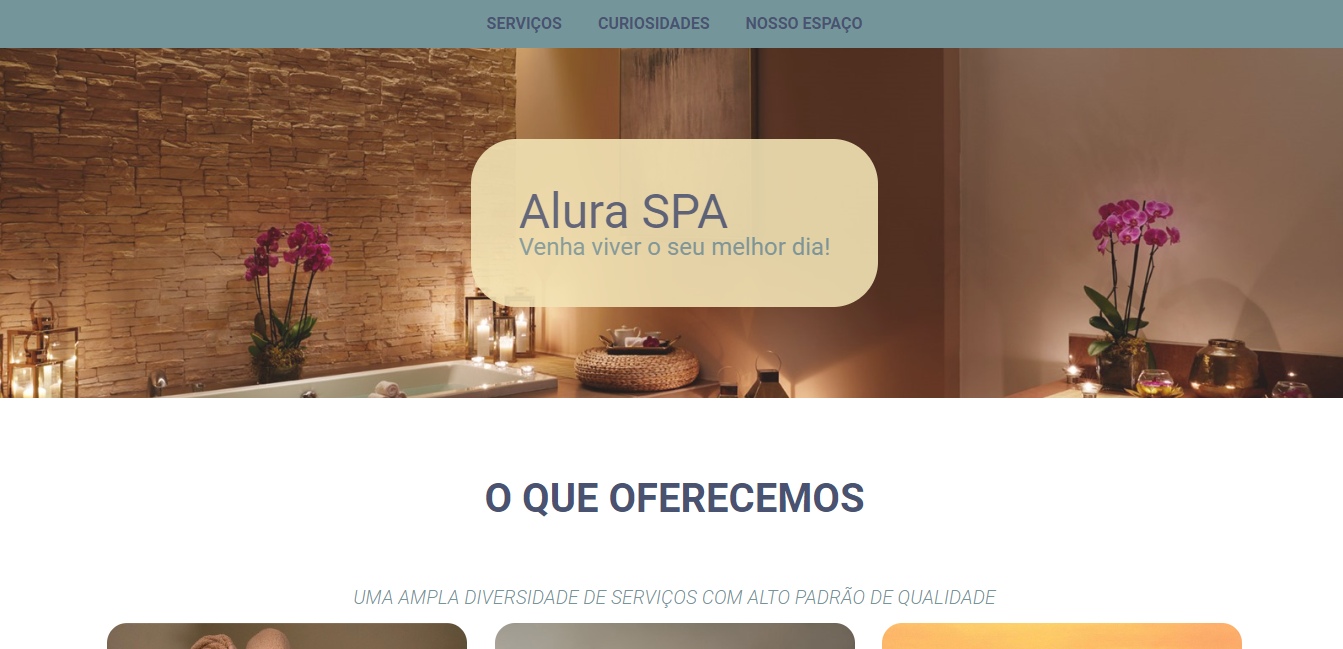 SERVIÇOS CURIOSIDADES NOSSO ESPAÇO
Alura SPA
Venha viver o seu melhor dia!
O QUE OFERECEMOS
UMA AMPLA DIVERSIDADE DE SERVIÇOS COM ALTO PADRÃO DE QUALIDADE